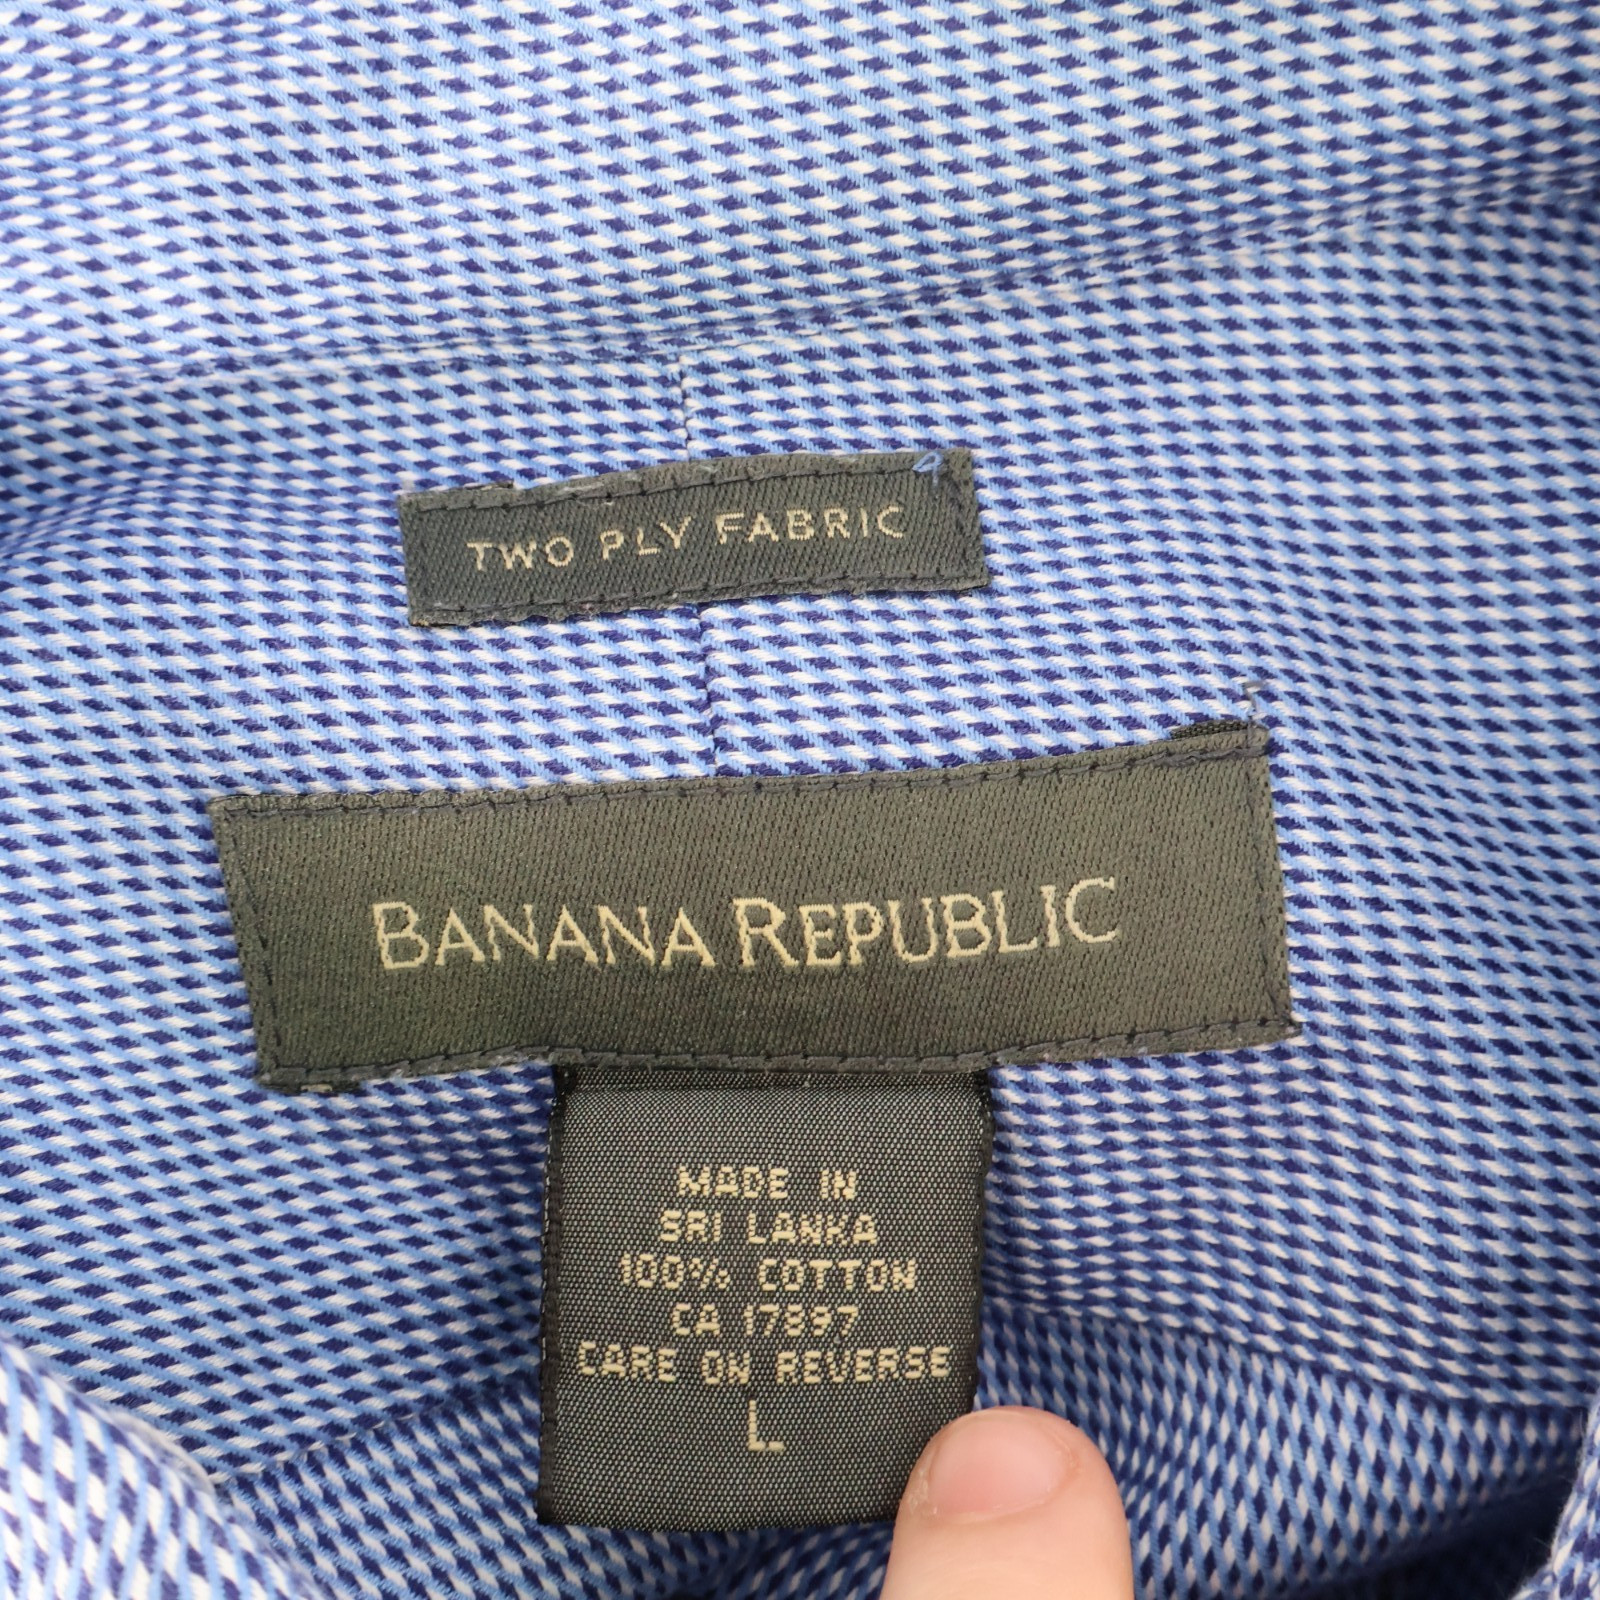 TWO PLY FABRIC
BANANA REPUBLIC
MADE IN
SRI LANKA
100% COTTON
CA 17897
CARE ON REVERSE
L